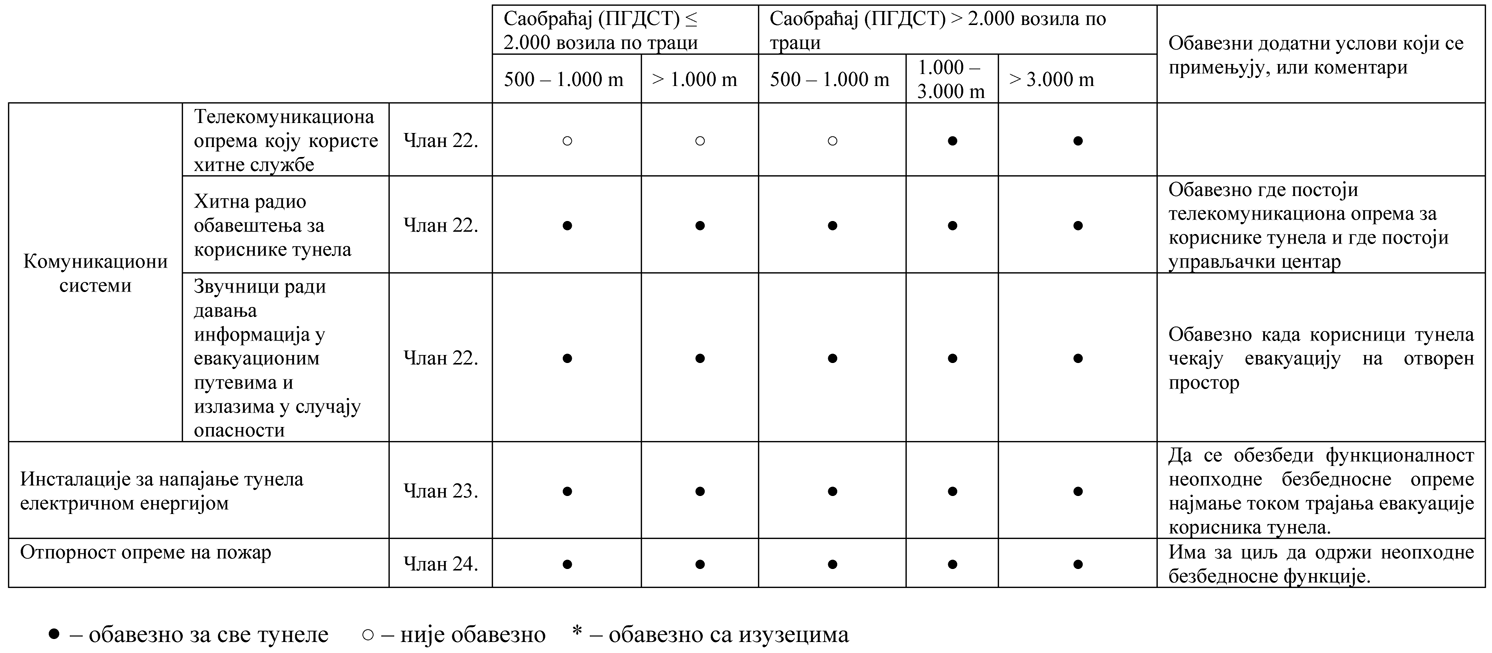 Саобраћај (ПГДСТ) ≤
2.000 возила по траци
Саобраћај (ПГДСТ) > 2.000 возила по
траци
Обавезни додатни услови који се
примењују, или коментари
500 – 1.000 m
> 1.000 m
500 – 1.000 m
1.000 –
3.000 m
> 3.000 m
Комуникациони
системи
Телекомуникациона
опрема коју користе
хитне службе
Члан 22.
○ ○ ○ ● ●
Хитна радио
обавештења за
кориснике тунела
Члан 22.
● ● ● ● ●
Обавезно где постоји
телекомуникациона опрема за
кориснике тунела и где постоји
управљачки центар
Звучници ради
давања
информација у
евакуационим
путевима и
излазима у случају
опасности
Члан 22.
● ● ● ● ●
Обавезно када корисници тунела
чекају евакуацију на отворен
простор
Инсталације за напајање тунела
електричном енергијом
Члан 23.
● ● ● ● ●
Да се обезбеди функционалност
неопходне безбедносне опреме
најмање током трајања евакуације
корисника тунела.
Отпорност опреме на пожар
Члан 24.
● ● ● ● ●
Има за циљ да одржи неопходне
безбедносне функције.
● – обавезно за све тунеле ○ – није обавезно * – обавезно са изузецима